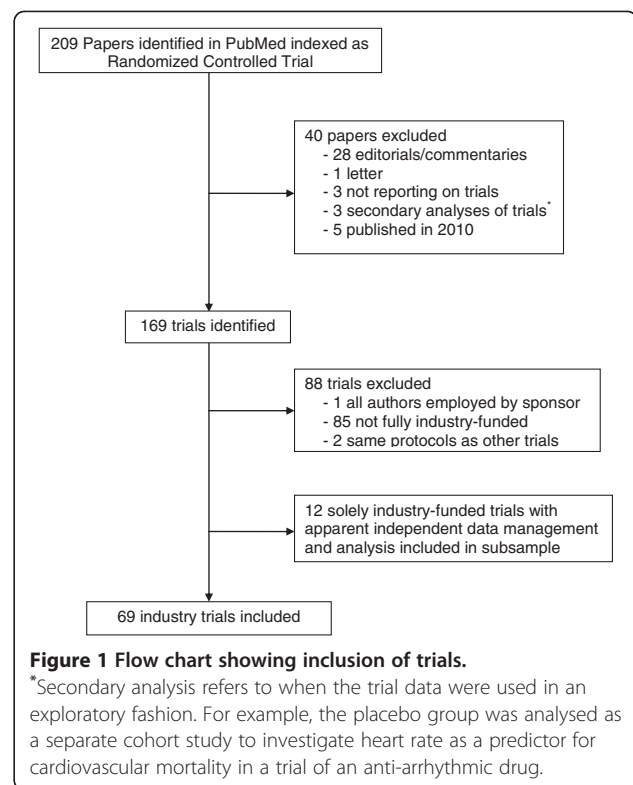 209 Papers identified in PubMed indexed as
Randomized Controlled Trial
40 papers excluded
- 28 editorials/commentaries
- 1 letter
- 3 not reporting on trials
- 3 secondary analyses of trials*
- 5 published in 2010
169 trials identified
88 trials excluded
- 1 all authors employed by sponsor
- 85 not fully industry-funded
- 2 same protocols as other trials
12 solely industry-funded trials with
apparent independent data management
and analysis included in subsample
69 industry trials included
Figure 1 Flow chart showing inclusion of trials.
*Secondary analysis refers to when the trial data were used in an
exploratory fashion. For example, the placebo group was analysed as
a separate cohort study to investigate heart rate as a predictor for
cardiovascular mortality in a trial of an anti-arrhythmic drug.